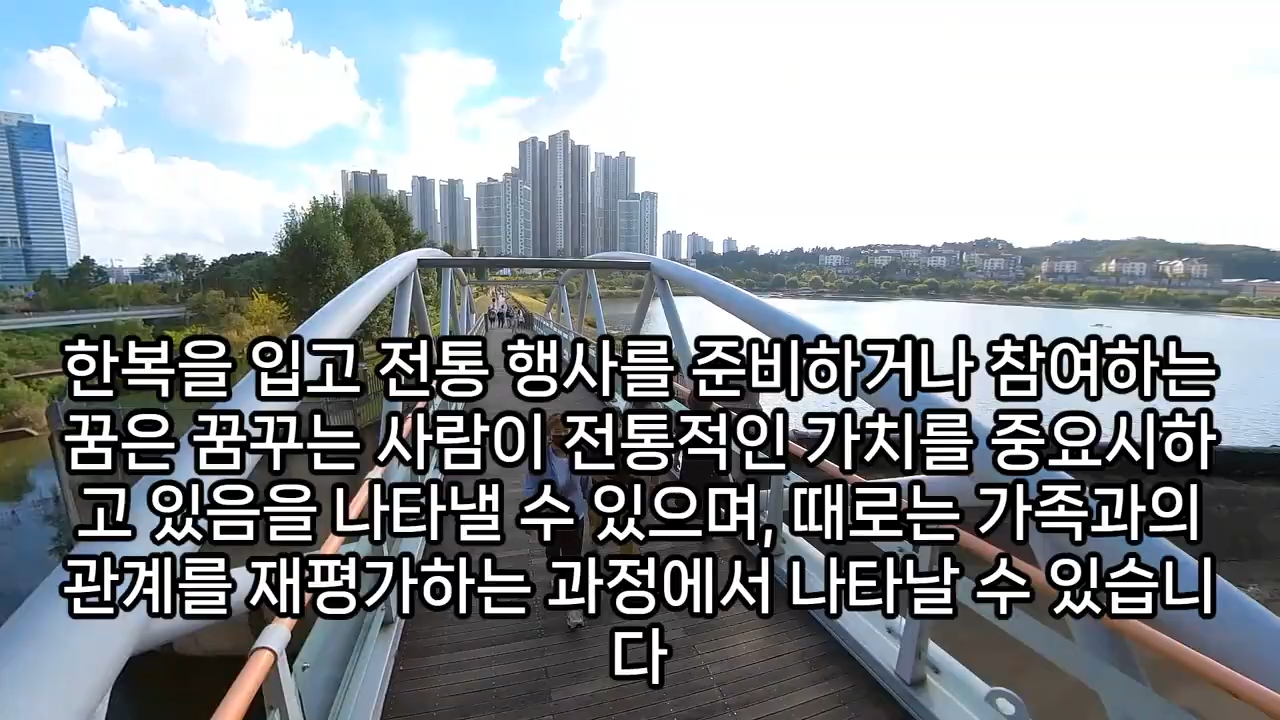 한복을 입고 전통 행사를 준비하거나 참여하는
꿈은 꿈꾸는 사람이 전통적인 가치를 중요시하
고 있음을 나타낼 수 있으며, 때로는 가족과의
관계를 재평가하는 과정에서 나타날 수 있습니
다